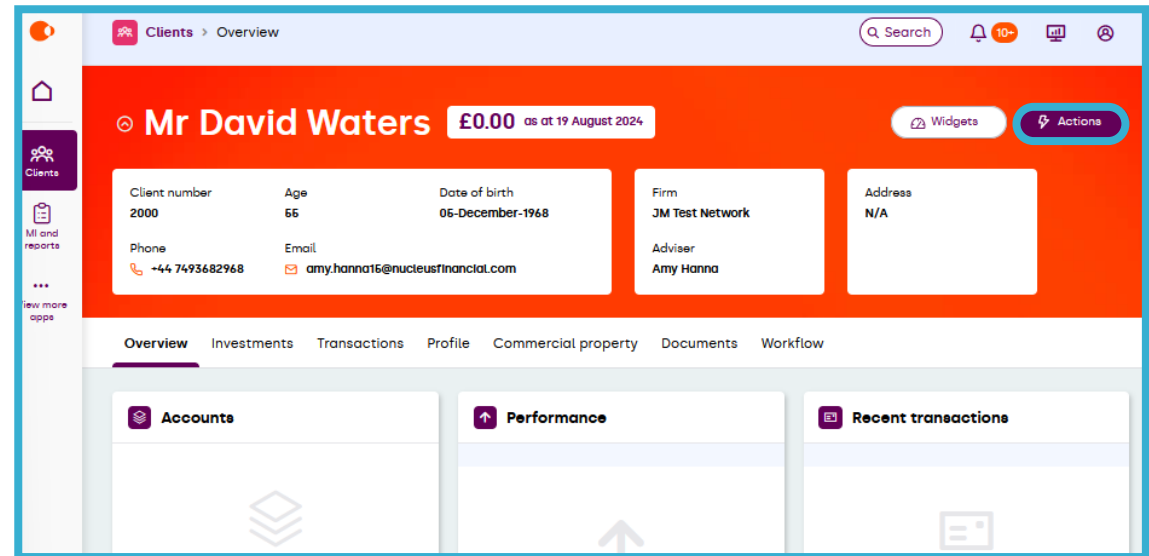 Clients > Overview
Search
10+
Clients
MI and
reports
View more
apps
Mr David Waters
£0.00 as at 19 August 2024
Widgets
Actions
Client number
2000
Age
55
Date of birth
05-December-1968
Phone
+44 7493682968
Email
amy.hanna15@nucleusfinancial.com
Firm
JM Test Network
Adviser
Amy Hanna
Address
N/A
Overview Investments Transactions Profile Commercial property Documents Workflow
Accounts
Performance
Recent transactions